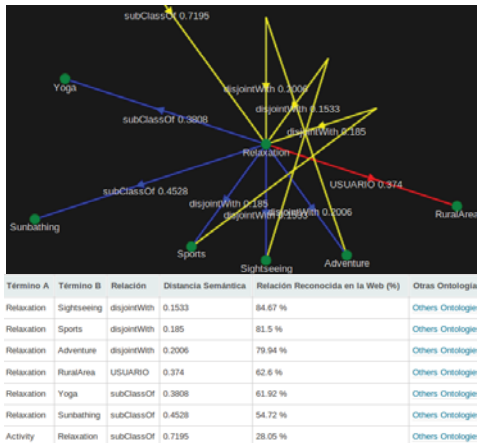 subClassOf 0.7195
Yoga
disjointWith 0.2006
disjointWith 0.1533
subClassOf 0.3808
disjointWith 0.185
Relaxation
USUARIO 0.374
subClassOf 0.4528
disjointWith 0.185
disjointWith 0.2006
disjointWith 0.1533
RuralArea
Sunbathing
Sports
Sightseeing
Adventure
Término A Término B Relación Distancia Semántica Relación Reconocida en la Web (%) Otras Ontología
Relaxation Sightseeing disjointWith 0.1533 84.67 % Others Ontologie
Relaxation Sports disjointWith 0.185 81.5 % Others Ontologie
Relaxation Adventure disjointWith 0.2006 79.94 % Others Ontologie
Relaxation RuralArea USUARIO 0.374 62.6 % Others Ontologie
Relaxation Yoga subClassOf 0.3808 61.92 % Others Ontologie
Relaxation Sunbathing subClassOf 0.4528 54.72 % Others Ontologie
Activity Relaxation subClassOf 0.7195 28.05 % Others Ontologie